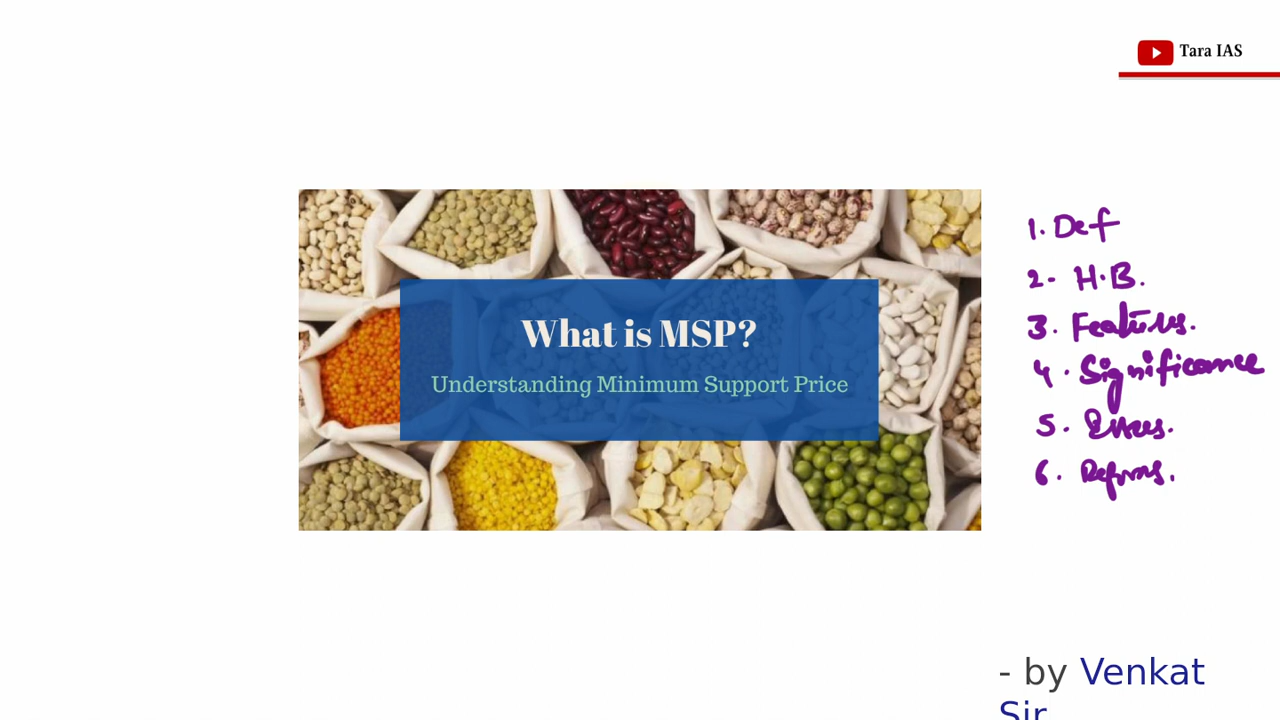 Tara IAS
What is MSP?
Understanding Minimum Support Price
1. Def
2. H.B.
3. Features.
4. Significance
5. Issues.
6. Reforms.
- by Venkat
Sir